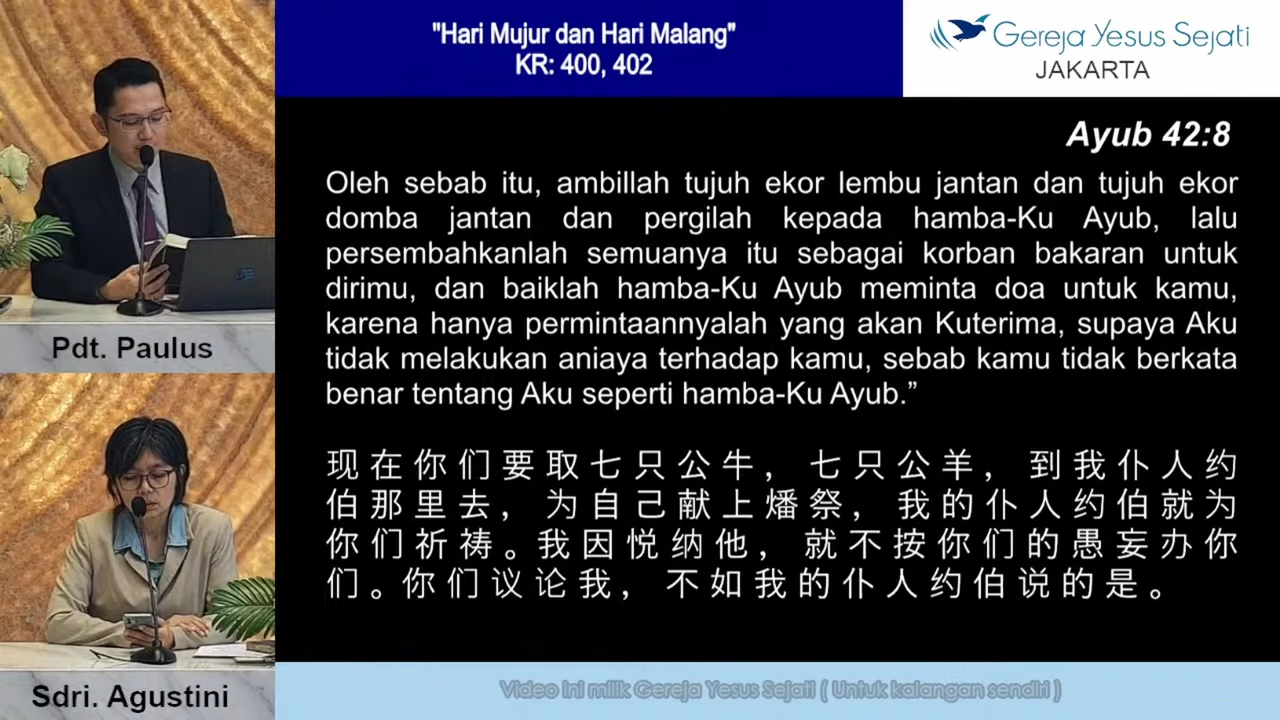 "Hari Mujur dan Hari Malang"
KR: 400, 402
Gereja Yesus Sejati
JAKARTA
Ayub 42:8
Oleh sebab itu, ambillah tujuh ekor lembu jantan dan tujuh ekor
domba jantan dan pergilah kepada hamba-Ku Ayub, lalu
persembahkanlah semuanya itu sebagai korban bakaran untuk
dirimu, dan baiklah hamba-Ku Ayub meminta doa untuk kamu,
karena hanya permintaannyalah yang akan Kuterima, supaya Aku
tidak melakukan aniaya terhadap kamu, sebab kamu tidak berkata
benar tentang Aku seperti hamba-Ku Ayub.”
现在你们要取七只公牛，七只公羊，到我仆人约
伯那里去，为自己献上燔祭，我的仆人约伯就为
你们祈祷。我因悦纳他，就不按你们的愚妄办你
们。你们议论我，不如我的仆人约伯说的是。
Pdt. Paulus
Sdri. Agustini
Video ini milik Gereja Yesus Sejati ( Untuk kalangan sendiri )